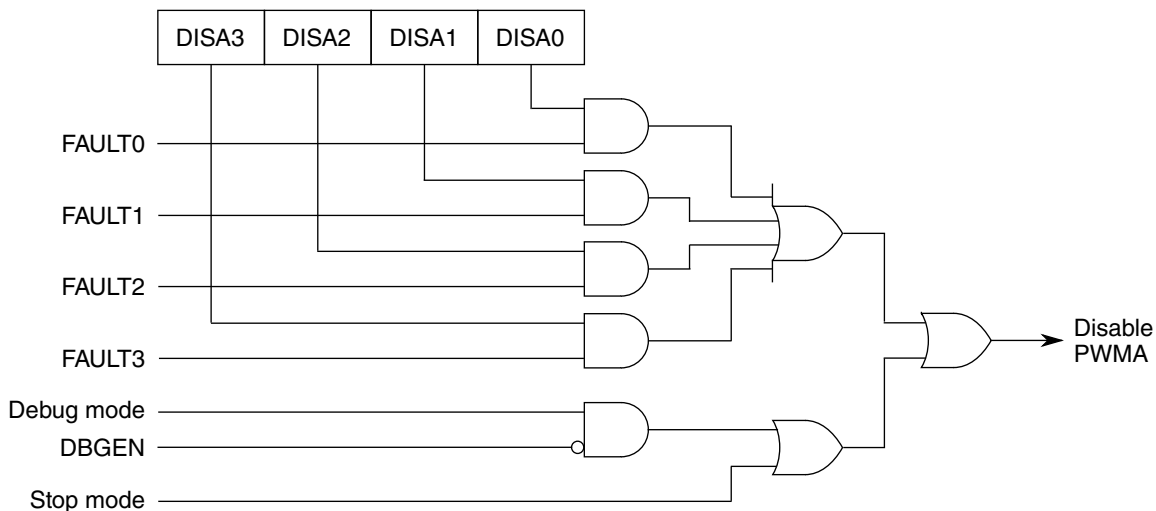 DISA3 DISA2 DISA1 DISA0
FAULT0
FAULT1
FAULT2
FAULT3
Debug mode
DBGEN
Stop mode
Disable
PWMA